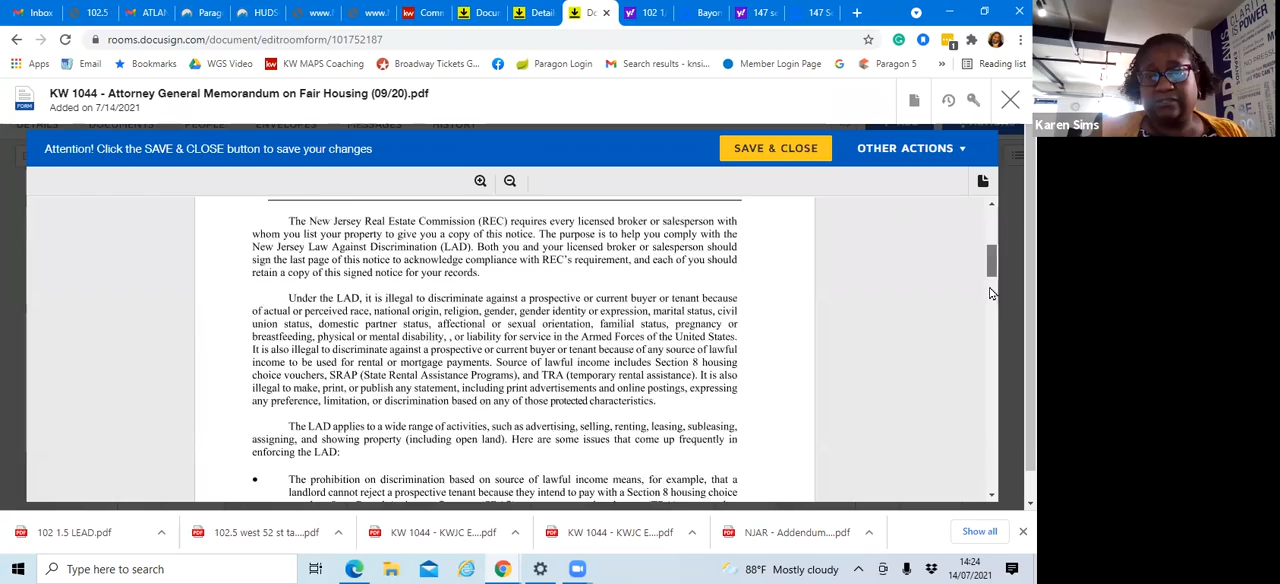 Inbox
102.5
ATLAN
Parag
HUDS
www.f
www.f
Comm
Docun
Detail
Do
102 1.
Bayon
147 se
147 S
rooms.docusign.com/document/editroomform/101752187
Apps
Email
Bookmarks
WGS Video
KW MAPS Coaching
Broadway Tickets G...
Paragon Login
Search results - knsi...
Member Login Page
Paragon 5
Reading list
KW 1044 - Attorney General Memorandum on Fair Housing (09/20).pdf
Added on 7/14/2021
Attention! Click the SAVE & CLOSE button to save your changes
SAVE & CLOSE
OTHER ACTIONS
The New Jersey Real Estate Commission (REC) requires every licensed broker or salesperson with
whom you list your property to give you a copy of this notice. The purpose is to help you comply with the
New Jersey Law Against Discrimination (LAD). Both you and your licensed broker or salesperson should
sign the last page of this notice to acknowledge compliance with REC's requirement, and each of you should
retain a copy of this signed notice for your records.
Under the LAD, it is illegal to discriminate against a prospective or current buyer or tenant because
of actual or perceived race, national origin, religion, gender, gender identity or expression, marital status, civil
union status, domestic partner status, affectional or sexual orientation, familial status, pregnancy or
breastfeeding, physical or mental disability, , or liability for service in the Armed Forces of the United States.
It is also illegal to discriminate against a prospective or current buyer or tenant because of any source of lawful
income to be used for rental or mortgage payments. Source of lawful income includes Section 8 housing
choice vouchers, SRAP (State Rental Assistance Programs), and TRA (temporary rental assistance). It is also
illegal to make, print, or publish any statement, including print advertisements and online postings, expressing
any preference, limitation, or discrimination based on any of those protected characteristics.
The LAD applies to a wide range of activities, such as advertising, selling, renting, leasing, subleasing,
assigning, and showing property (including open land). Here are some issues that come up frequently in
enforcing the LAD:
• The prohibition on discrimination based on source of lawful income means, for example, that a
landlord cannot reject a prospective tenant because they intend to pay with a Section 8 housing choice
Karen Sims
102 1.5 LEAD.pdf
102.5 west 52 st ta....pdf
KW 1044 - KWJC E....pdf
KW 1044 - KWJC E....pdf
NJAR - Addendum....pdf
Show all
Type here to search
88°F Mostly cloudy
14:24
14/07/2021